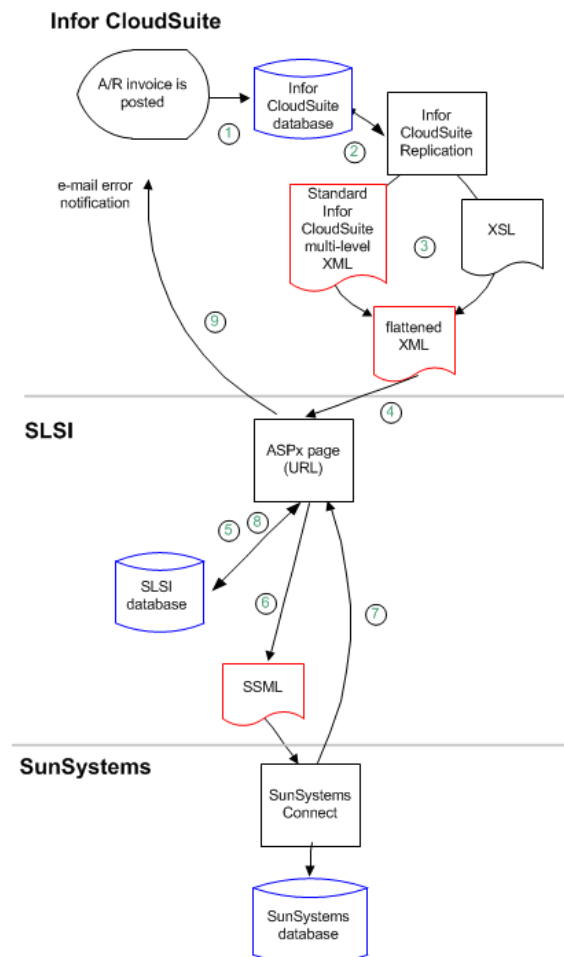 Infor CloudSuite
A/R invoice is
posted
1
Infor
CloudSuite
database
2
Infor
CloudSuite
Replication
e-mail error
notification
Standard
Infor
CloudSuite
multi-level
XML
3
XSL
9
flattened
XML
4
SLSI
ASPx page
(URL)
5
8
SLSI
database
6
7
SSML
SunSystems
SunSystems
Connect
SunSystems
database